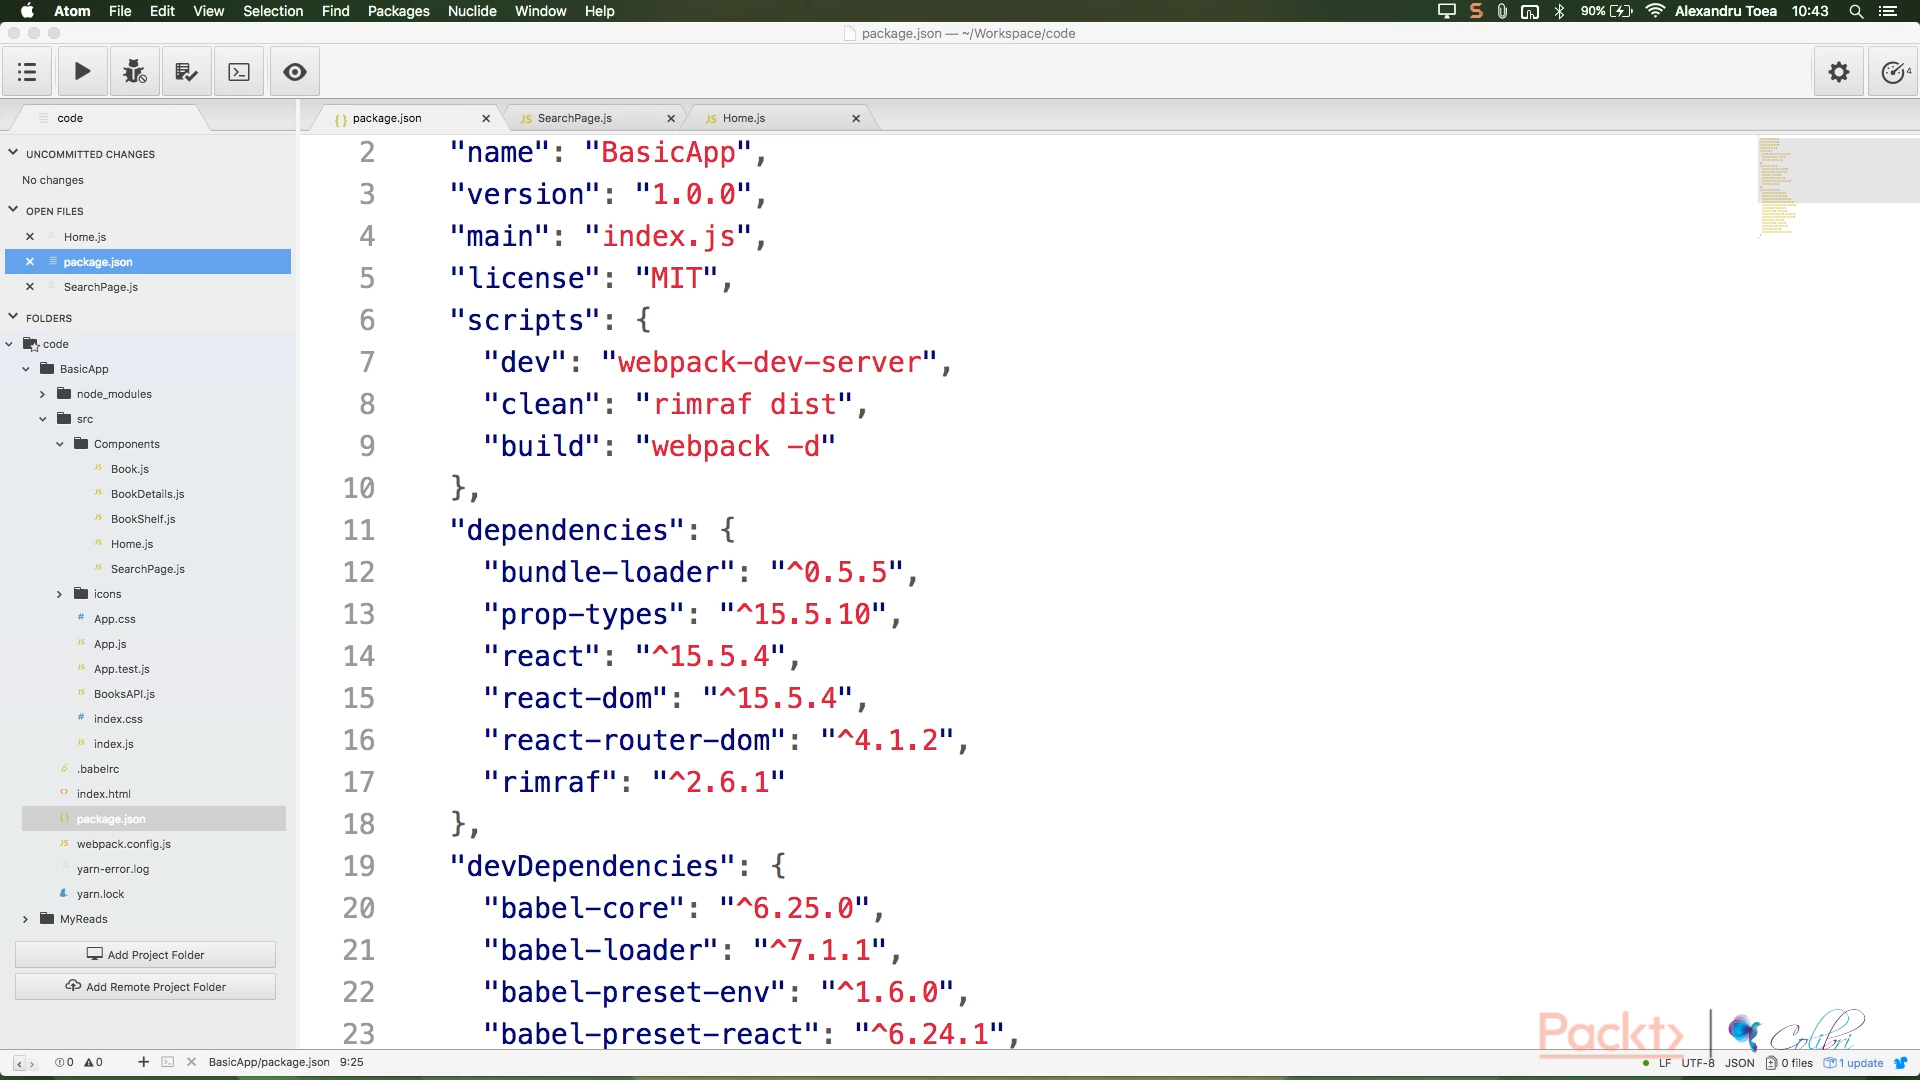 Atom File Edit View Selection Find Packages Nuclide Window Help 90% Alexandru Toea 10:43
package.json — ~/Workspace/code
4
code
package.json
SearchPage.js
Home.js
UNCOMMITTED CHANGES
No changes
OPEN FILES
Home.js
package.json
SearchPage.js
FOLDERS
code
BasicApp
node_modules
src
Components
Book.js
BookDetails.js
BookShelf.js
Home.js
SearchPage.js
icons
App.css
App.js
App.test.js
BooksAPI.js
index.css
index.js
.babelrc
index.html
package.json
webpack.config.js
yarn-error.log
yarn.lock
MyReads
Add Project Folder
Add Remote Project Folder
2 "name": "BasicApp",
3 "version": "1.0.0",
4 "main": "index.js",
5 "license": "MIT",
6 "scripts": {
7 "dev": "webpack-dev-server",
8 "clean": "rimraf dist",
9 "build": "webpack -d"
10 },
11 "dependencies": {
12 "bundle-loader": "^0.5.5",
13 "prop-types": "^15.5.10",
14 "react": "^15.5.4",
15 "react-dom": "^15.5.4",
16 "react-router-dom": "^4.1.2",
17 "rimraf": "^2.6.1"
18 },
19 "devDependencies": {
20 "babel-core": "^6.25.0",
21 "babel-loader": "^7.1.1",
22 "babel-preset-env": "^1.6.0",
23 "babel-preset-react": "^6.24.1",
Packt>
Colibri
0 0 BasicApp/package.json 9:25
LF UTF-8 JSON 0 files 1 update